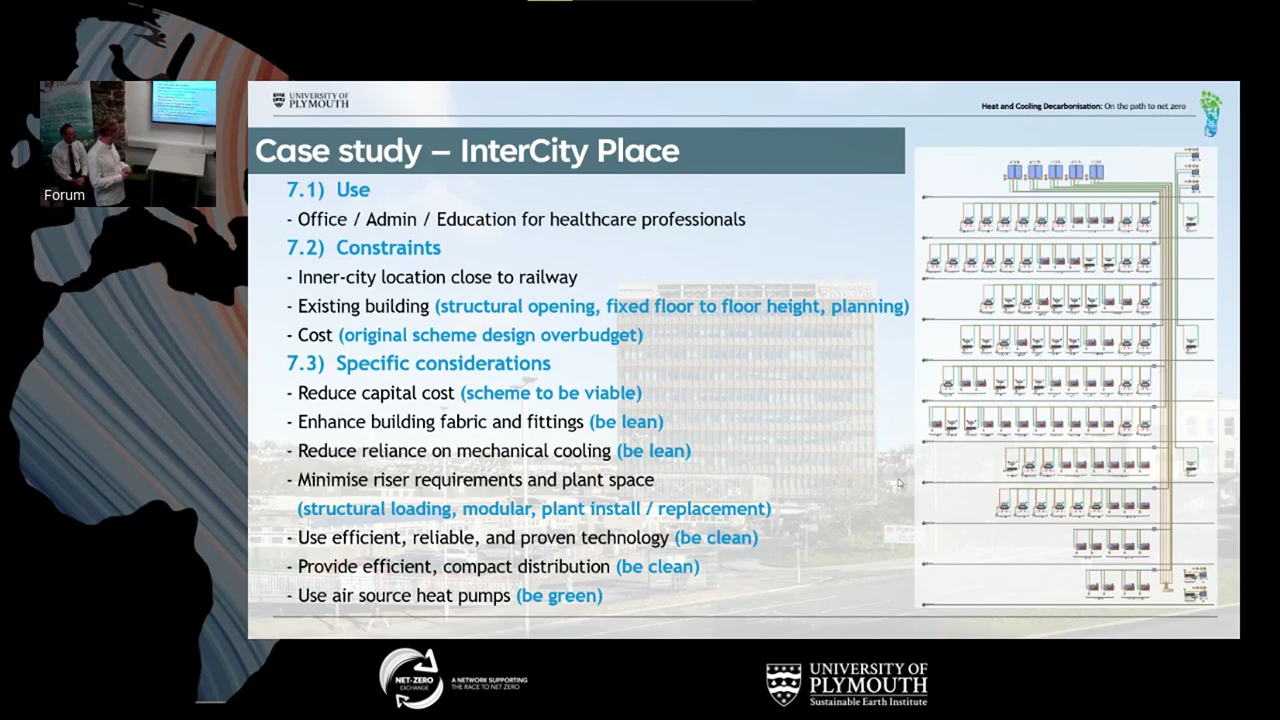 UNIVERSITY OF
PLYMOUTH
Heat and Cooling Decarbonisation: On the path to net zero
Case study – InterCity Place
Forum
7.1) Use
- Office / Admin / Education for healthcare professionals
7.2) Constraints
- Inner-city location close to railway
- Existing building (structural opening, fixed floor to floor height, planning)
- Cost (original scheme design overbudget)
7.3) Specific considerations
- Reduce capital cost (scheme to be viable)
- Enhance building fabric and fittings (be lean)
- Reduce reliance on mechanical cooling (be lean)
- Minimise riser requirements and plant space
(structural loading, modular, plant install / replacement)
- Use efficient, reliable, and proven technology (be clean)
- Provide efficient, compact distribution (be clean)
- Use air source heat pumps (be green)
NET-ZERO
EXCHANGE
A NETWORK SUPPORTING
THE RACE TO NET ZERO
UNIVERSITY OF
PLYMOUTH
Sustainable Earth Institute